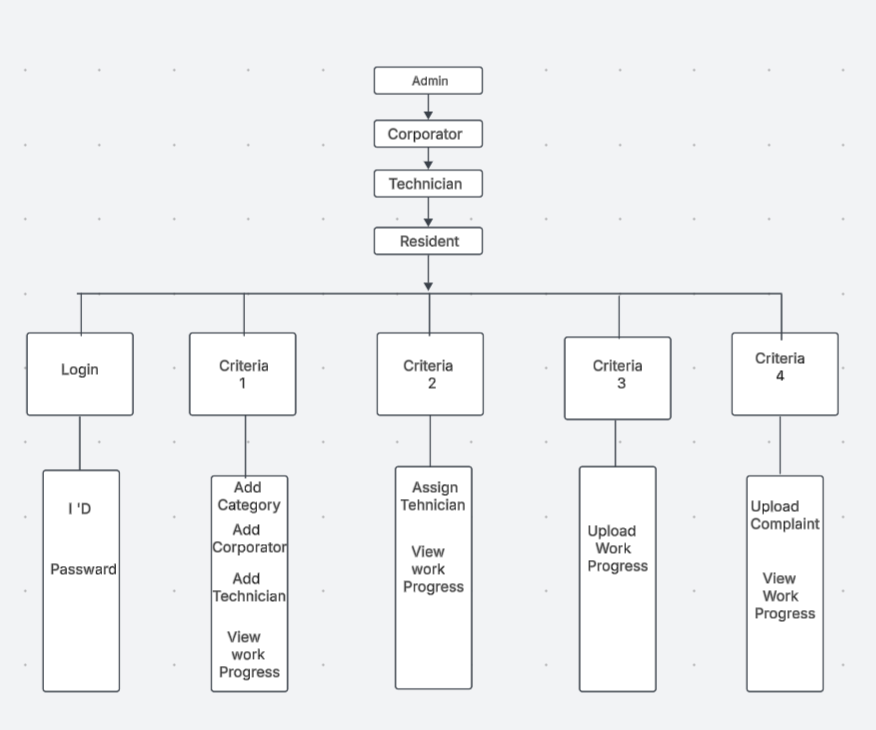 Admin
Corporator
Technician
Resident
Login
Criteria
1
Criteria
2
Criteria
3
Criteria
4
I 'D
Passward
Add
Category
Add
Corporator
Add
Technician
View
work
Progress
Assign
Tehnician
View
work
Progress
Upload
Work
Progress
Upload
Complaint
View
Work
Progress